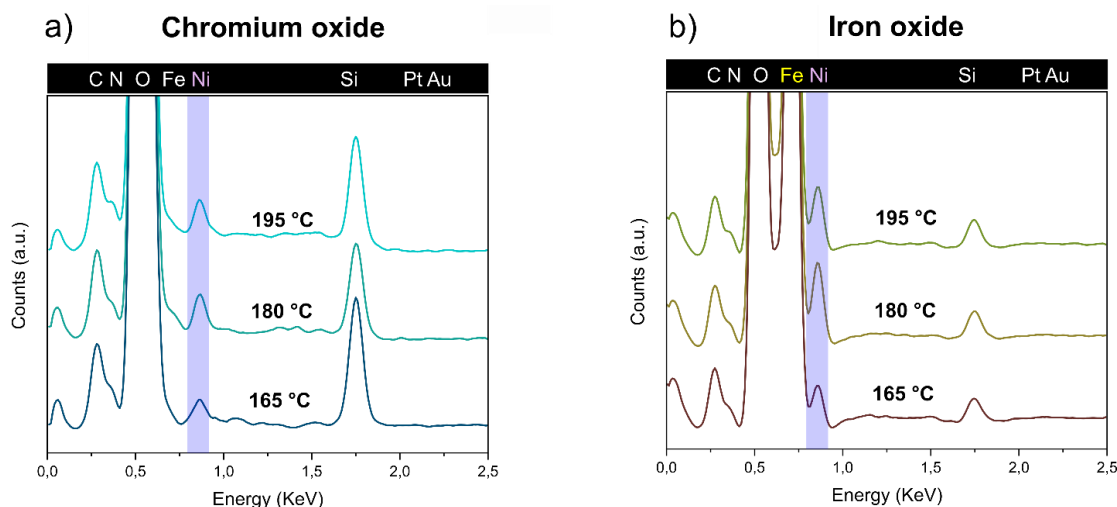 a)
Chromium oxide
C N O Fe Ni Si Pt Au
195 °C
180 °C
165 °C
Counts (a.u.)
0,0 0,5 1,0 1,5 2,0 2,5
Energy (KeV)
b)
Iron oxide
C N O Fe Ni Si Pt Au
195 °C
180 °C
165 °C
Counts (a.u.)
0,0 0,5 1,0 1,5 2,0 2,5
Energy (KeV)